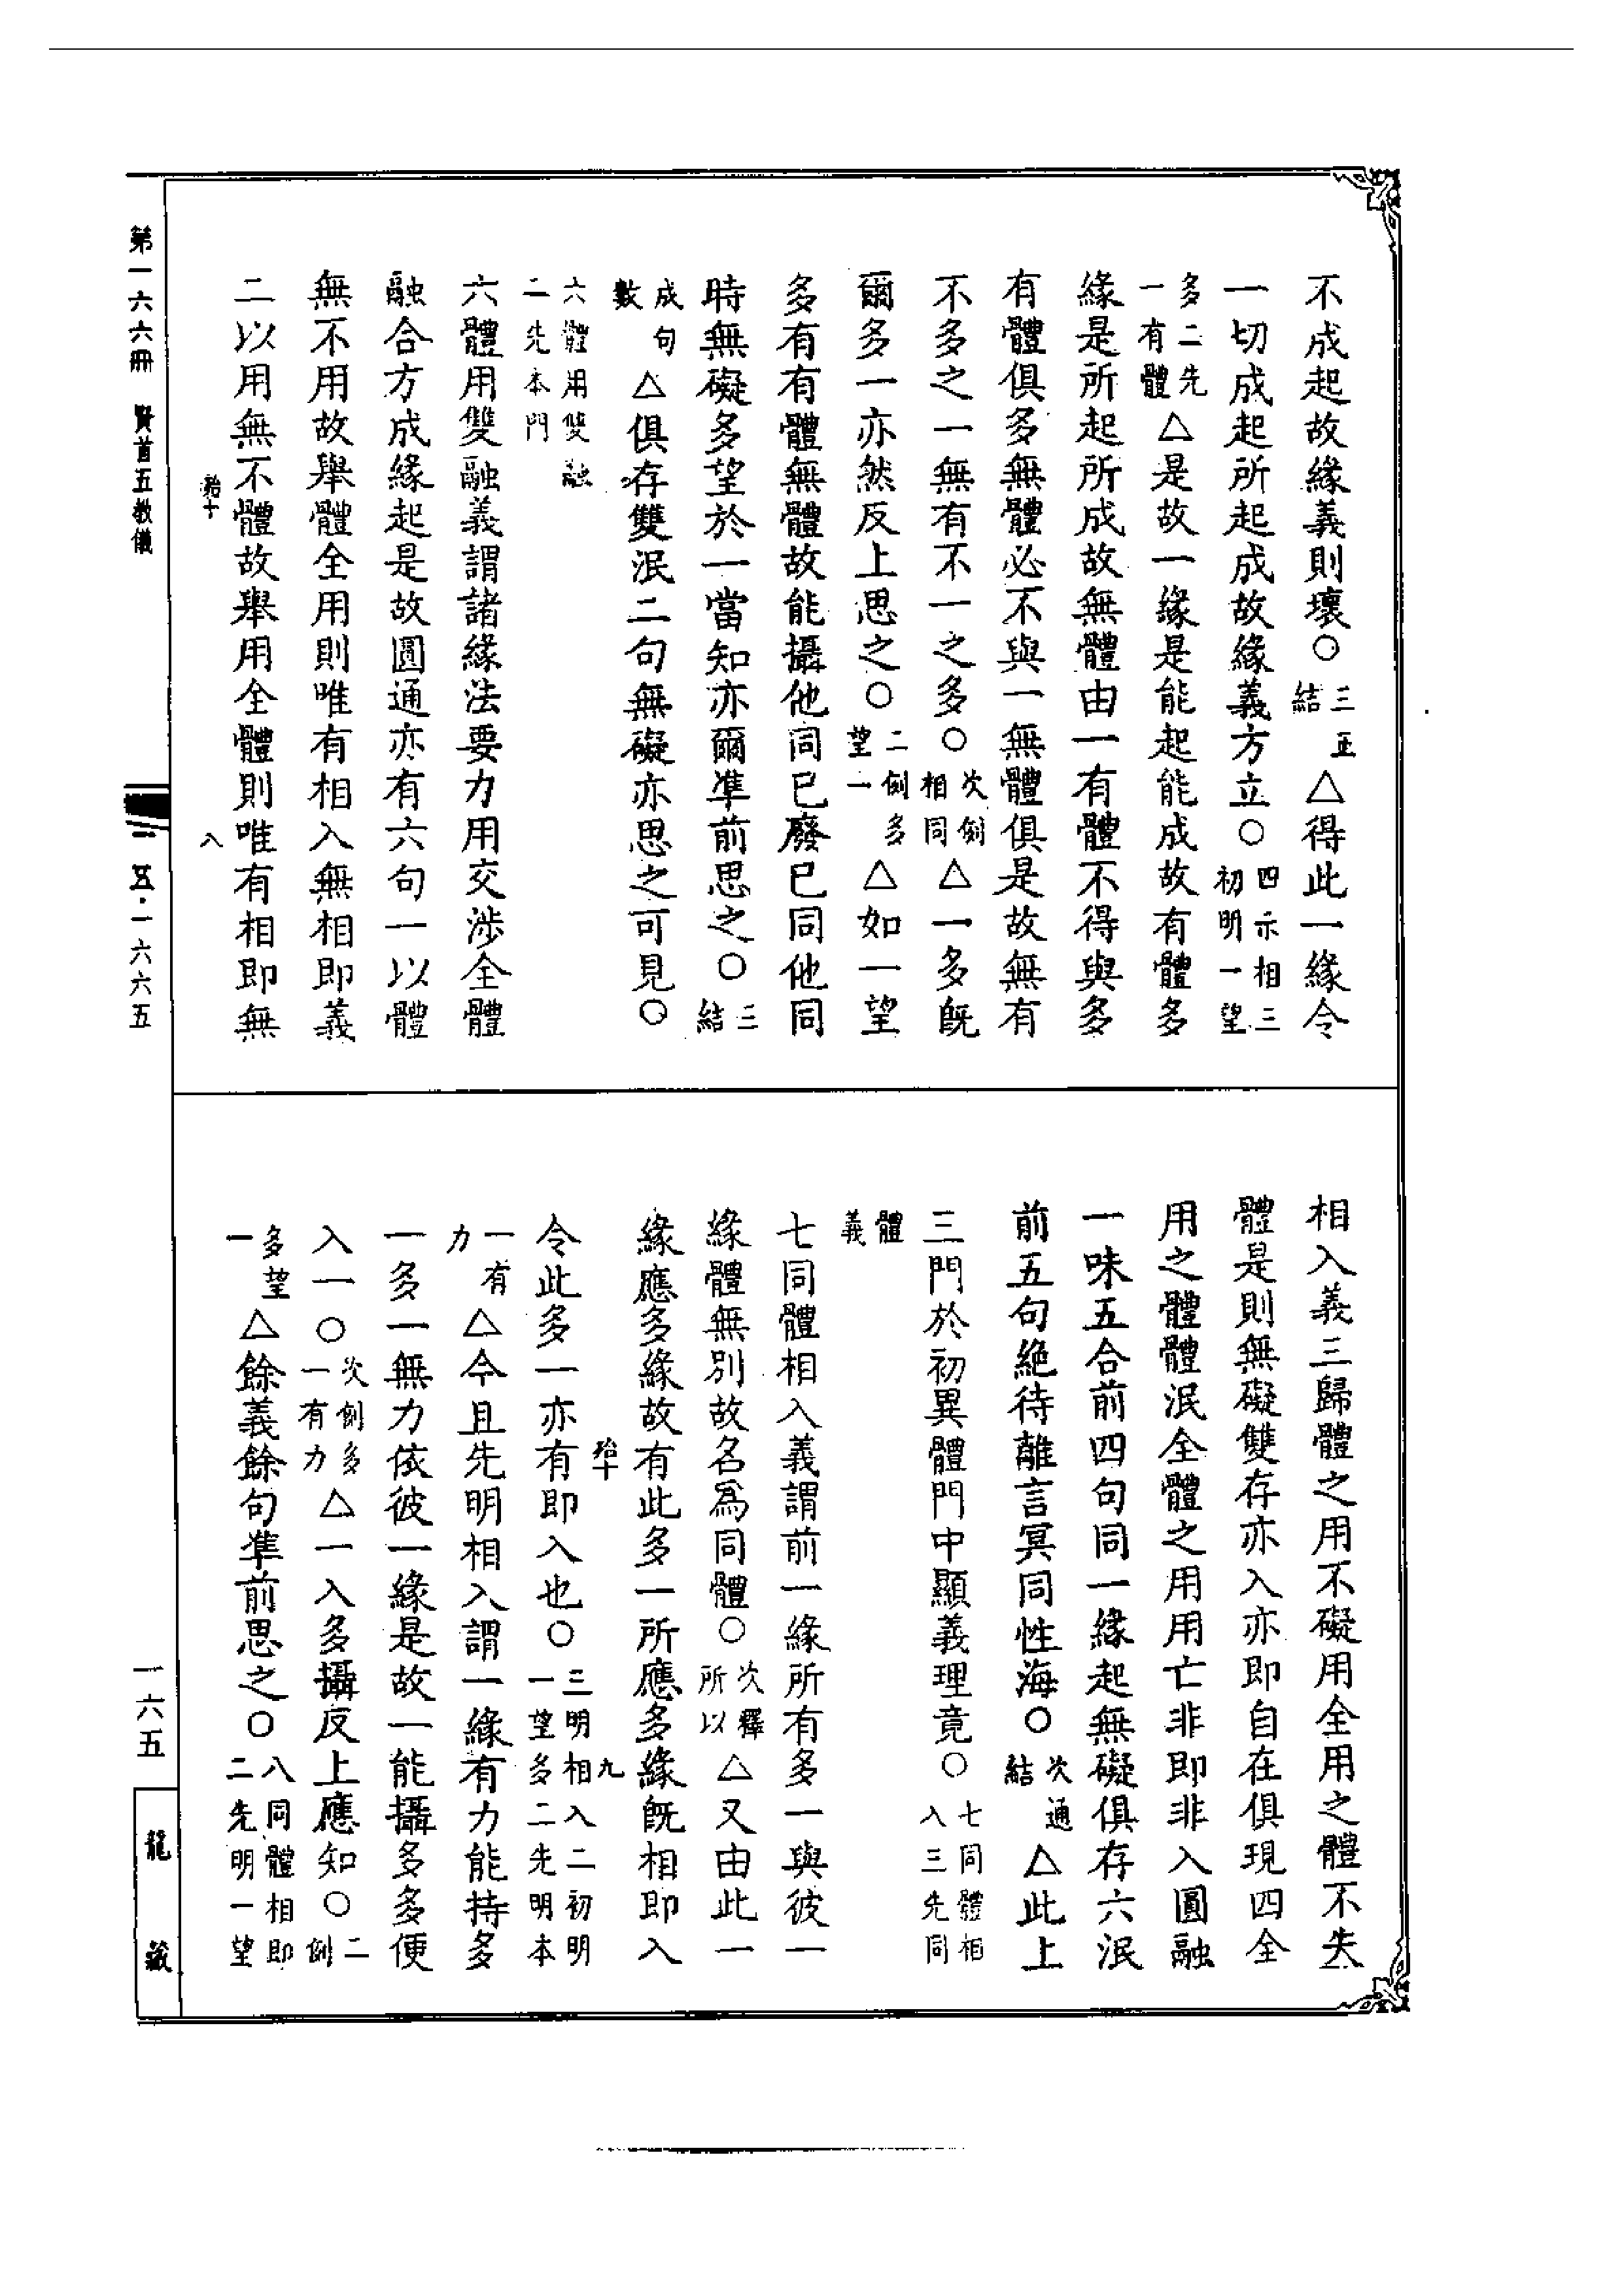 不成起故緣義則壞○三正結△得此一緣令
一切成起所起成故緣義方立○四示相三初明一望
多二先一有體△是故一緣是能起能成故有體多
緣是所起所成故無體由一有體不得與多
有體俱多無體必不與一無體俱是故無有
不多之一無有不一之多○次例相同△一多旣
爾多一亦然反上思之○二例多望一△如一望
多有有體無體故能攝他同已廢已同他同
時無礙多望於一當知亦爾準前思之○三結
成句數△俱存雙泯二句無礙亦思之可見○
六體用雙融二先本門
六體用雙融義謂諸緣法要力用交涉全體
融合方成緣起是故圓通亦有六句一以體
無不用故舉體全用則唯有相入無相即義
二以用無不體故舉用全體則唯有相即無
相入義三歸體之用不礙用全用之體不失
體是則無礙雙存亦入亦即自在俱現四全
用之體體泯全體之用用亡非即非入圓融
一味五合前四句同一緣起無礙俱存六泯
前五句絶待離言冥同性海○次通結△此上
三門於初異體門中顯義理竟○七同體相入三先同
體義
七同體相入義謂前一緣所有多一與彼一
緣體無別故名爲同體○次釋所以△又由此一
緣應多緣故有此多一所應多緣旣相即入
令此多一亦有即入也○三明相入二初明一望多二先明本
一有力△今且先明相入謂一緣有力能持多
一多一無力依彼一緣是故一能攝多多便
入一○次例多一有力△一入多攝反上應知○二例
多望一△餘義餘句準前思之○八同體相即二先明一望
第一六六冊 賢首五教儀
八
九
一五·一六六五
一六五
龍藏